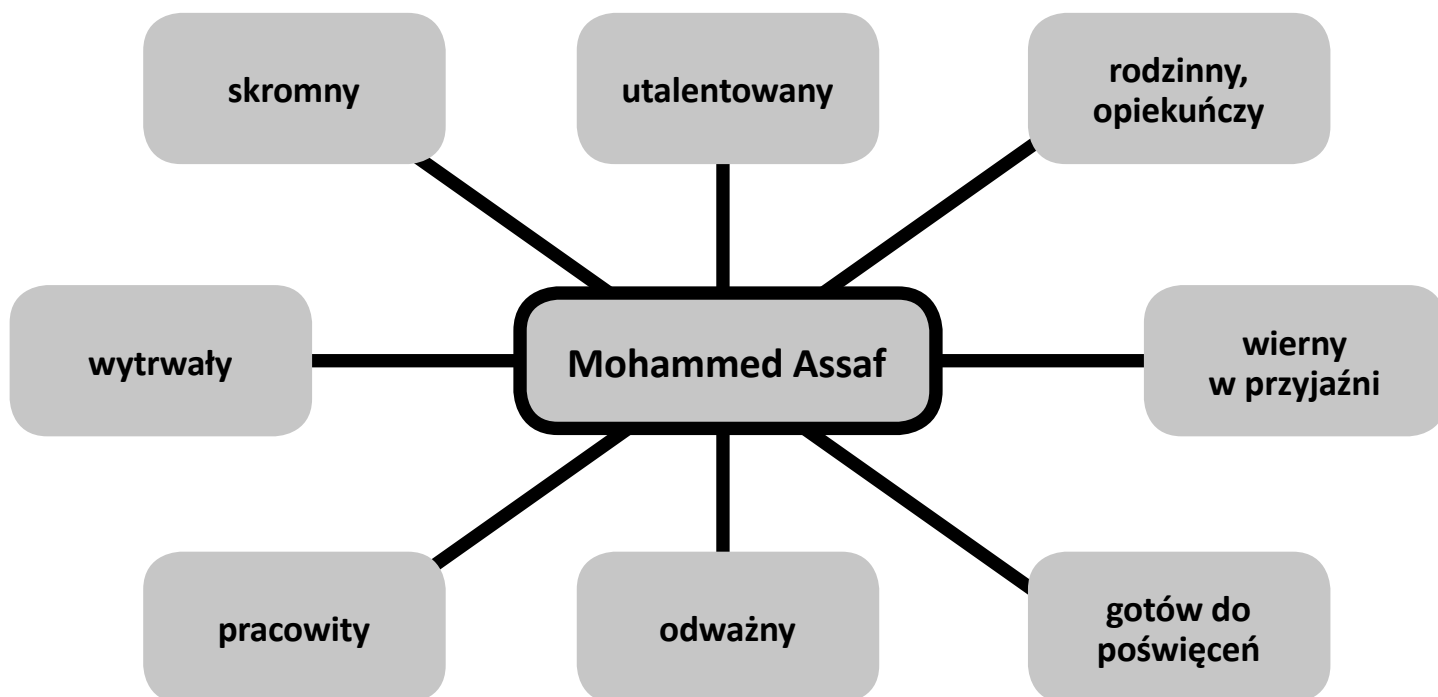 skromny
utalentowany
rodzinny,
opiekuńczy
wytrwały
Mohammed Assaf
wierny
w przyjaźni
pracowity
odważny
gotów do
poświęceń